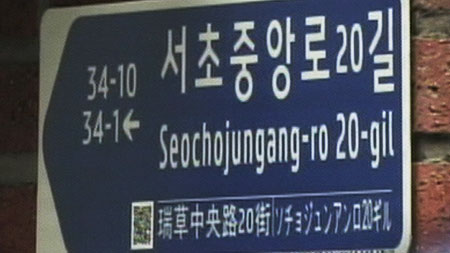 34-10
34-1←
서초중앙로20길
Seochojungang-ro 20-gil
瑞草中央路20街|ソチョジュンアンロ20ギル